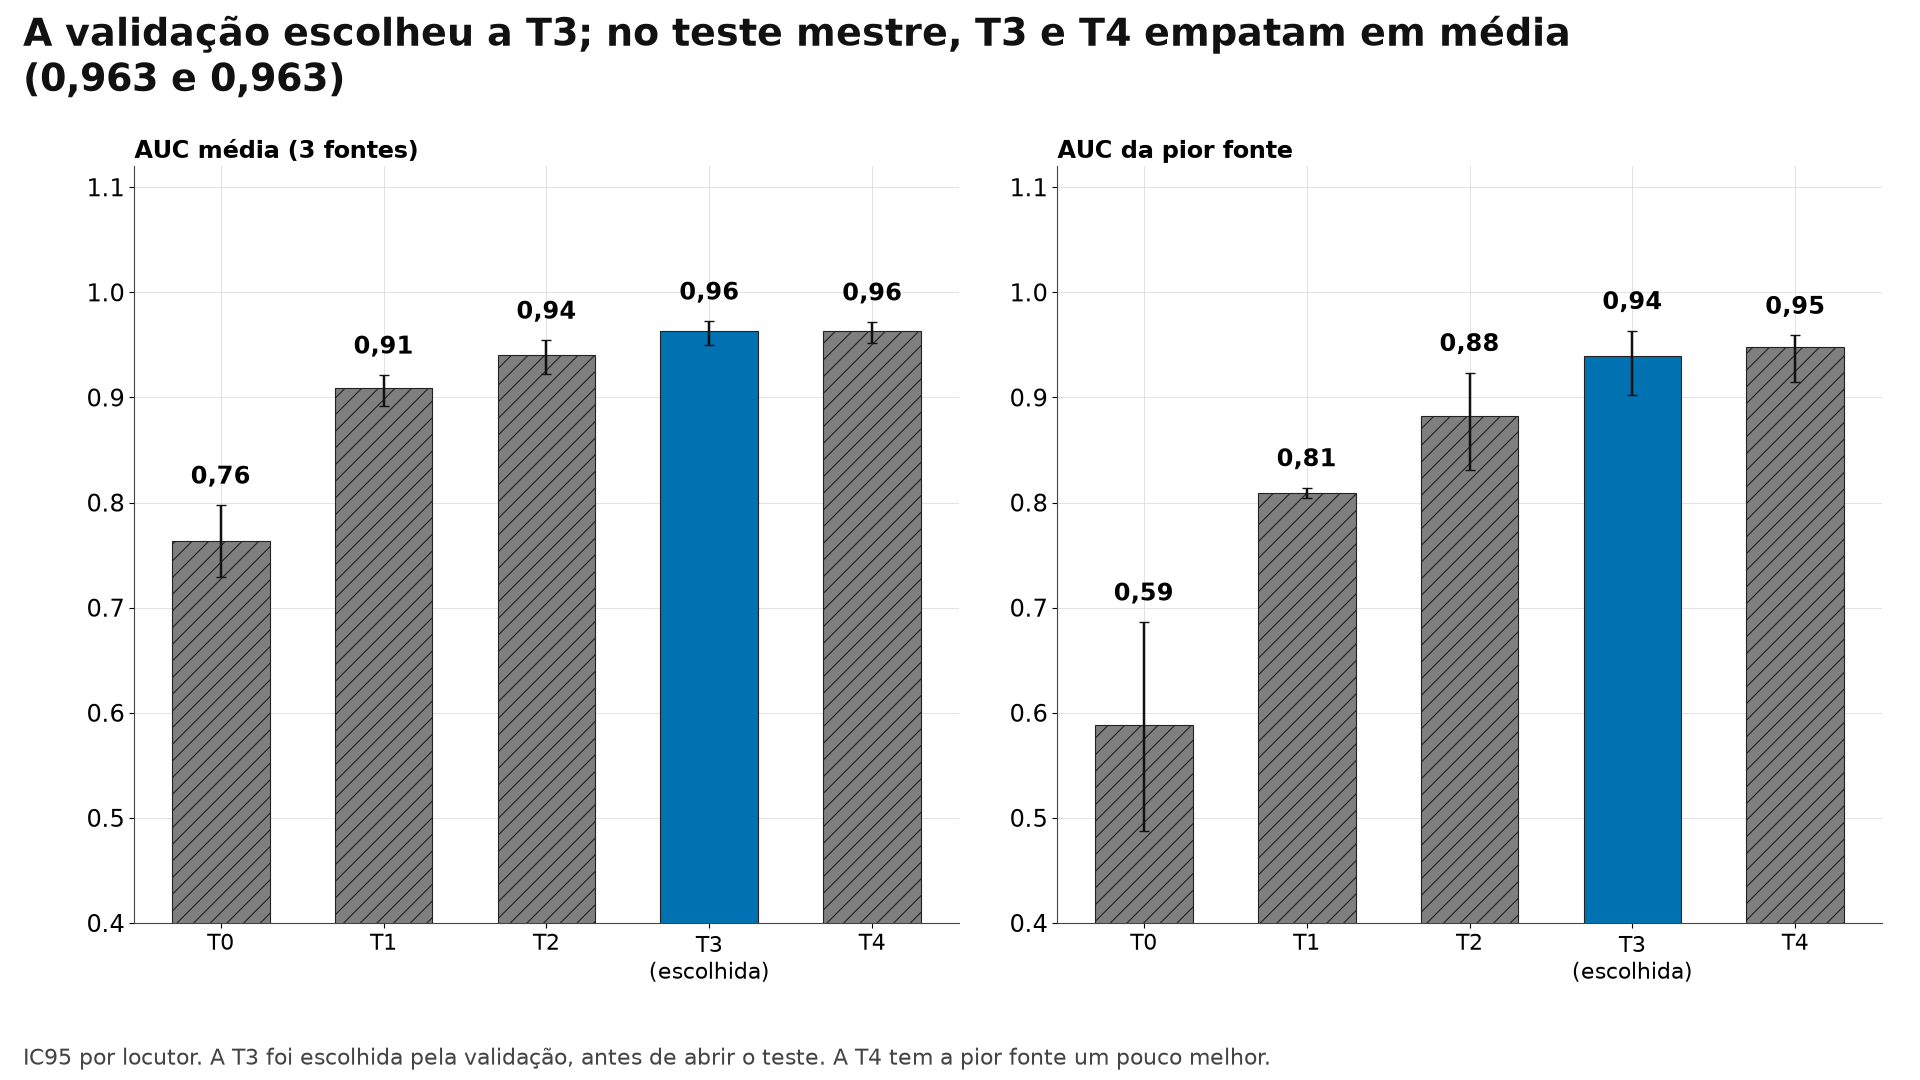 A validação escolheu a T3; no teste mestre, T3 e T4 empatam em média
(0,963 e 0,963)
AUC média (3 fontes)
1.1
1.0
0.9
0.8
0.7
0.6
0.5
0.4
0,76
0,91
0,94
0,96
0,96
T0
T1
T2
T3
(escolhida)
T4
AUC da pior fonte
1.1
1.0
0.9
0.8
0.7
0.6
0.5
0.4
0,59
0,81
0,88
0,94
0,95
T0
T1
T2
T3
(escolhida)
T4
IC95 por locutor. A T3 foi escolhida pela validação, antes de abrir o teste. A T4 tem a pior fonte um pouco melhor.